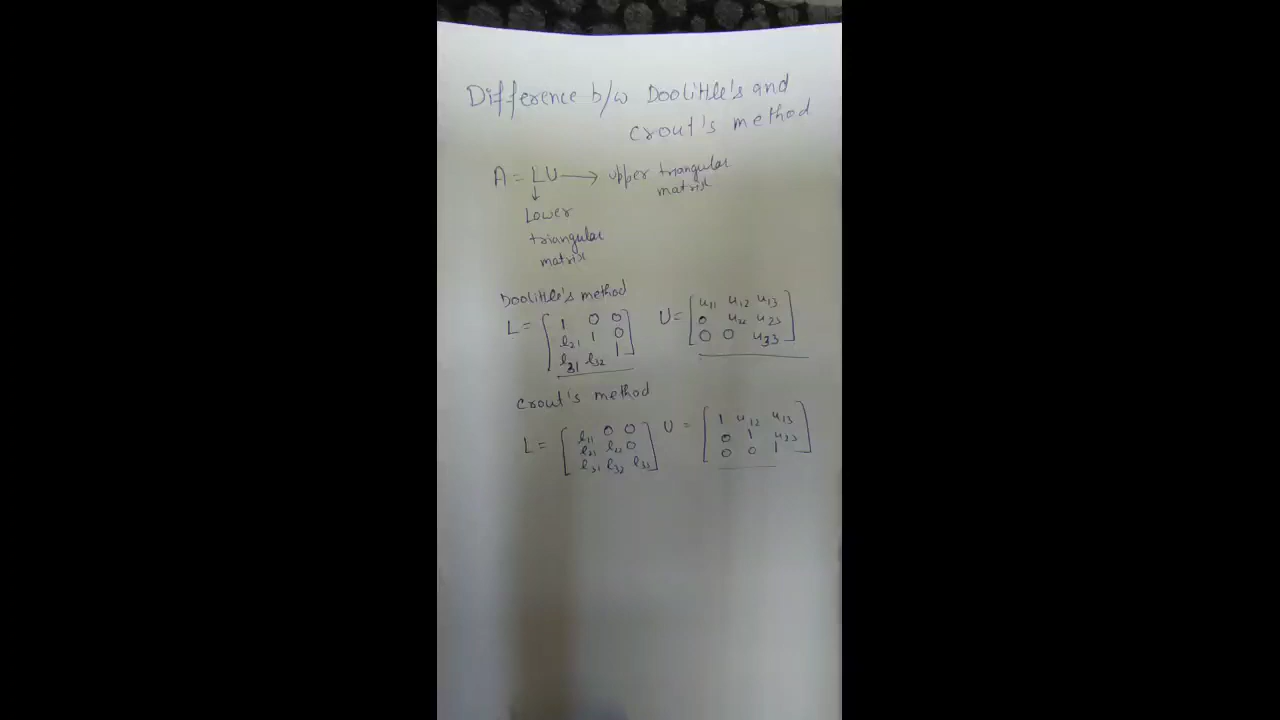 Difference b/w Doolittle's and
Crout's method
A = LU → upper triangular
matrix
↓
Lower
triangular
matrix
Doolittle's method
L = [ 1 0 0 U = [ u11 u12 u13 ]
l21 1 0 0 u22 u23
l31 l32 1 ] 0 0 u33
Crout's method
L = [ l11 0 0 ] U = [ 1 u12 u13 ]
l21 l22 0 0 1 u23
l31 l32 l33 0 0 1